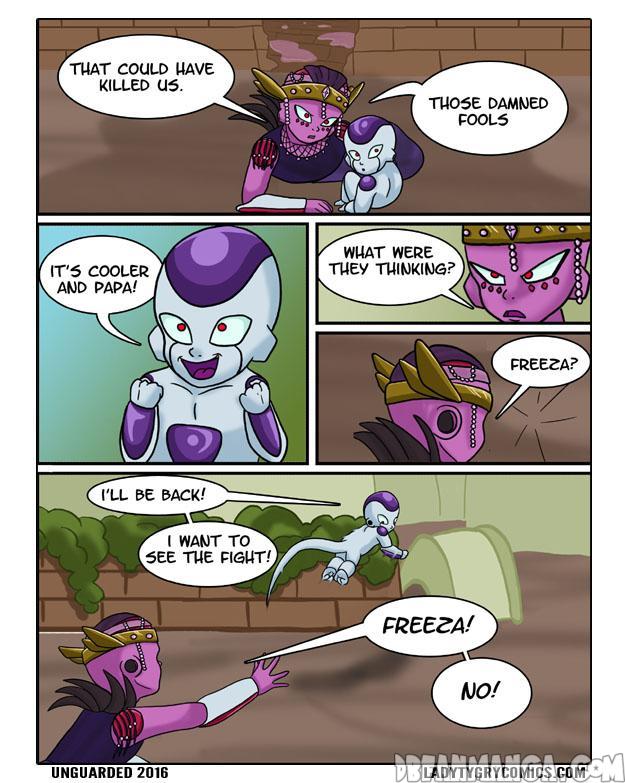 THAT COULD HAVE
KILLED US.
THOSE DAMNED
FOOLS
IT'S COOLER
AND PAPA!
WHAT WERE
THEY THINKING?
FREEZA?
I'LL BE BACK!
I WANT TO
SEE THE FIGHT!
FREEZA!
NO!
UNGUARDED 2016
LADYTYGRYCOMICS.COM
DBFANMANGA.COM